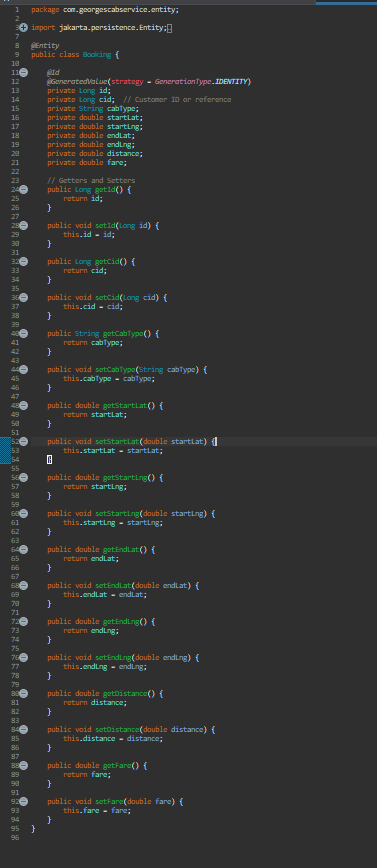 1 package com.georgescabservice.entity;
2
3 import jakarta.persistence.Entity;
7
8 @Entity
9 public class Booking {
10
11 @Id
12 @GeneratedValue(strategy = GenerationType.IDENTITY)
13 private Long id;
14 private Long cid;  // Customer ID or reference
15 private String cabType;
16 private double startLat;
17 private double startLng;
18 private double endLat;
19 private double endLng;
20 private double distance;
21 private double fare;
22
23 // Getters and Setters
24 public Long getId() {
25 return id;
26 }
27
28 public void setId(Long id) {
29 this.id = id;
30 }
31
32 public Long getCid() {
33 return cid;
34 }
35
36 public void setCid(Long cid) {
37 this.cid = cid;
38 }
39
40 public String getCabType() {
41 return cabType;
42 }
43
44 public void setCabType(String cabType) {
45 this.cabType = cabType;
46 }
47
48 public double getStartLat() {
49 return startLat;
50 }
51
52 public void setStartLat(double startLat) {
53 this.startLat = startLat;
54 }
55
56 public double getStartLng() {
57 return startLng;
58 }
59
60 public void setStartLng(double startLng) {
61 this.startLng = startLng;
62 }
63
64 public double getEndLat() {
65 return endLat;
66 }
67
68 public void setEndLat(double endLat) {
69 this.endLat = endLat;
70 }
71
72 public double getEndLng() {
73 return endLng;
74 }
75
76 public void setEndLng(double endLng) {
77 this.endLng = endLng;
78 }
79
80 public double getDistance() {
81 return distance;
82 }
83
84 public void setDistance(double distance) {
85 this.distance = distance;
86 }
87
88 public double getFare() {
89 return fare;
90 }
91
92 public void setFare(double fare) {
93 this.fare = fare;
94 }
95 }
96